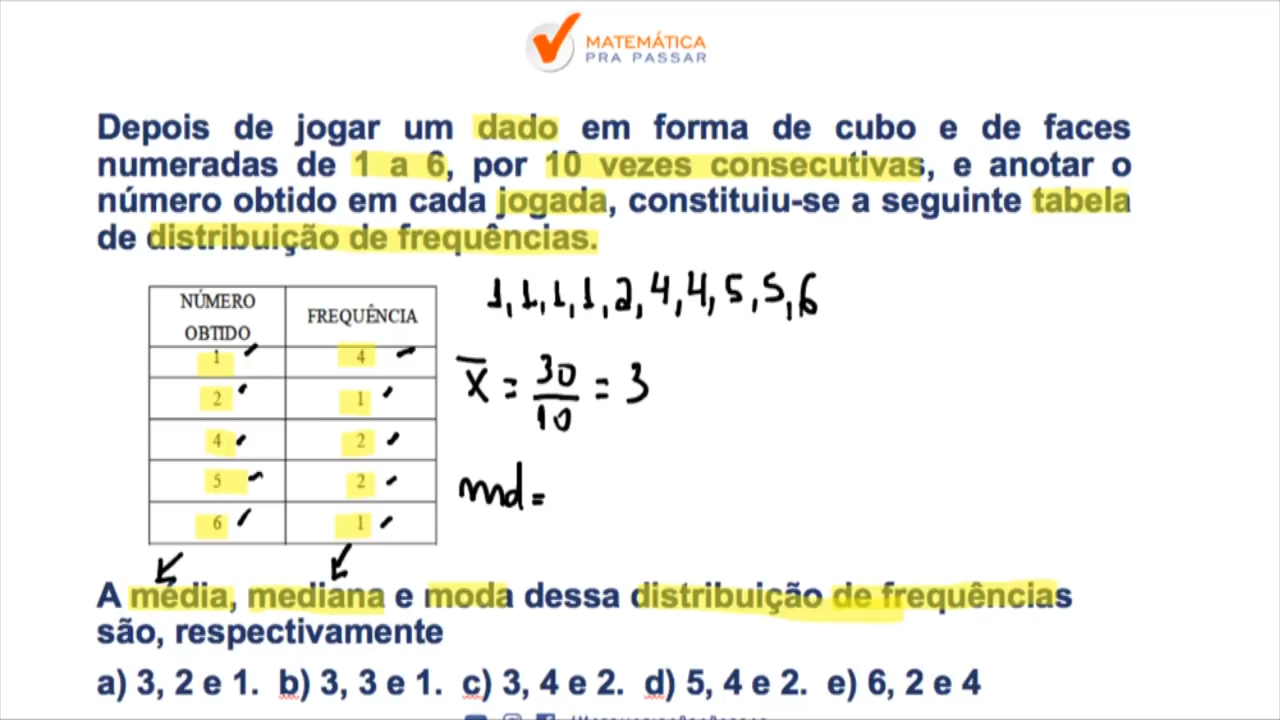 MATEMÁTICA
PRA PASSAR
Depois de jogar um dado em forma de cubo e de faces
numeradas de 1 a 6, por 10 vezes consecutivas, e anotar o
número obtido em cada jogada, constituiu-se a seguinte tabela
de distribuição de frequências.
NÚMERO OBTIDO FREQUÊNCIA
1 4
2 1
4 2
5 2
6 1
1, 1, 1, 1, 2, 4, 4, 5, 5, 6
X̄ = 30/10 = 3
md =
A média, mediana e moda dessa distribuição de frequências
são, respectivamente
a) 3, 2 e 1. b) 3, 3 e 1. c) 3, 4 e 2. d) 5, 4 e 2. e) 6, 2 e 4